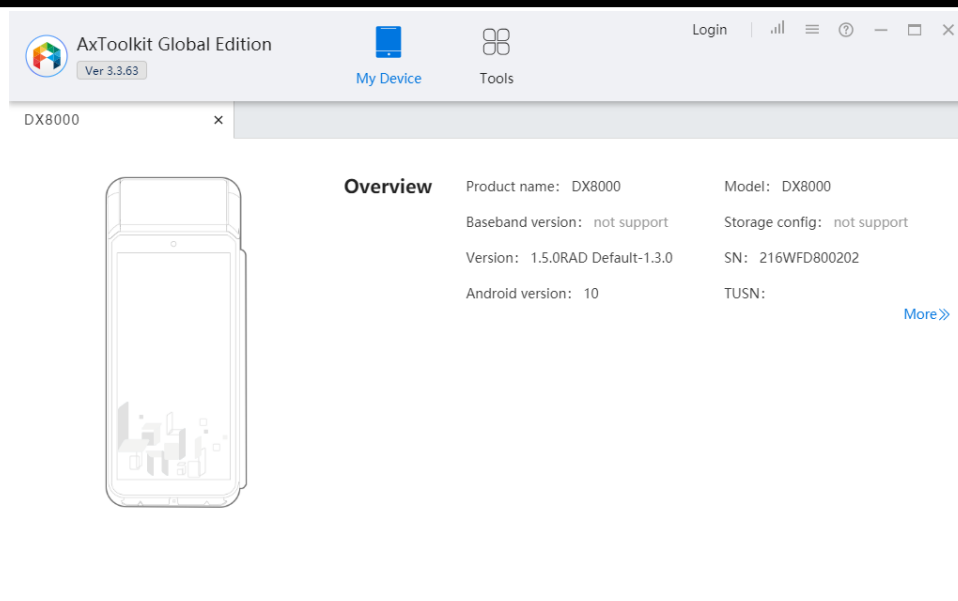 AxToolkit Global Edition
Ver 3.3.63
My Device
Tools
Login
DX8000
Overview
Product name: DX8000
Model: DX8000
Baseband version: not support
Storage config: not support
Version: 1.5.0RAD Default-1.3.0
SN: 216WFD800202
Android version: 10
TUSN:
More